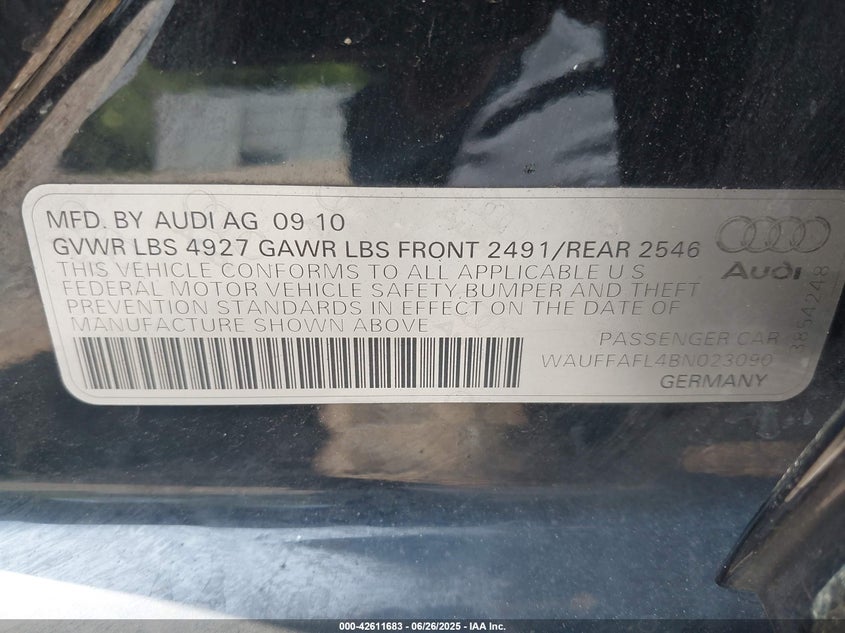 MFD. BY AUDI AG 09 10
GVWR LBS 4927 GAWR LBS FRONT 2491/REAR 2546
THIS VEHICLE CONFORMS TO ALL APPLICABLE U S
FEDERAL MOTOR VEHICLE SAFETY, BUMPER AND THEFT
PREVENTION STANDARDS IN EFFECT ON THE DATE OF
MANUFACTURE SHOWN ABOVE
Audi
3854248
PASSENGER CAR
WAUFFAFL4BN023090
GERMANY
000-42611683 / 06/26/2025 - IAA Inc.